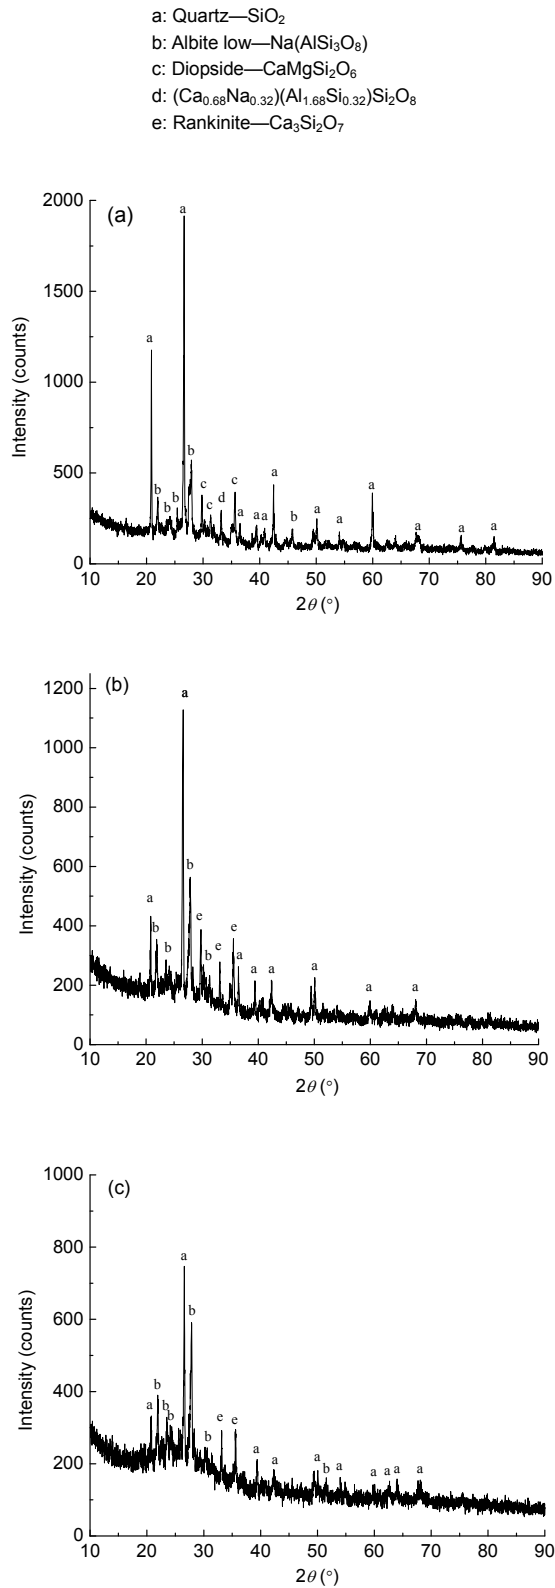 a: Quartz—SiO₂
b: Albite low—Na(AlSi₃O₈)
c: Diopside—CaMgSi₂O₆
d: (Ca₀.₆₈Na₀.₃₂)(Al₁.₆₈Si₀.₃₂)Si₂O₈
e: Rankinite—Ca₃Si₂O₇
(a)
2000
1500
1000
500
0
Intensity (counts)
a
a
b
b
b
b
c
c
d
c
a
a
a
a
b
a
a
a
a
a
a
10 20 30 40 50 60 70 80 90
2θ (°)
(b)
1200
1000
800
600
400
200
0
Intensity (counts)
a
a
b
b
b
e
b
e
e
a
a
a
a
a
a
10 20 30 40 50 60 70 80 90
2θ (°)
(c)
1000
800
600
400
200
0
Intensity (counts)
a
b
a
b
b
b
b
e
e
a
a
a
b
a
a
a
a
a
10 20 30 40 50 60 70 80 90
2θ (°)